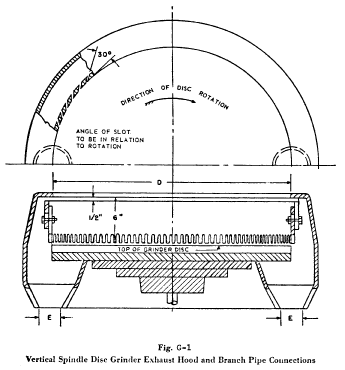 30°
DIRECTION OF DISC ROTATION
ANGLE OF SLOT
TO BE IN RELATION
TO ROTATION
D
1/2" 6"
TOP OF GRINDER DISC
E E
Fig. G-1
Vertical Spindle Disc Grinder Exhaust Hood and Branch Pipe Connections